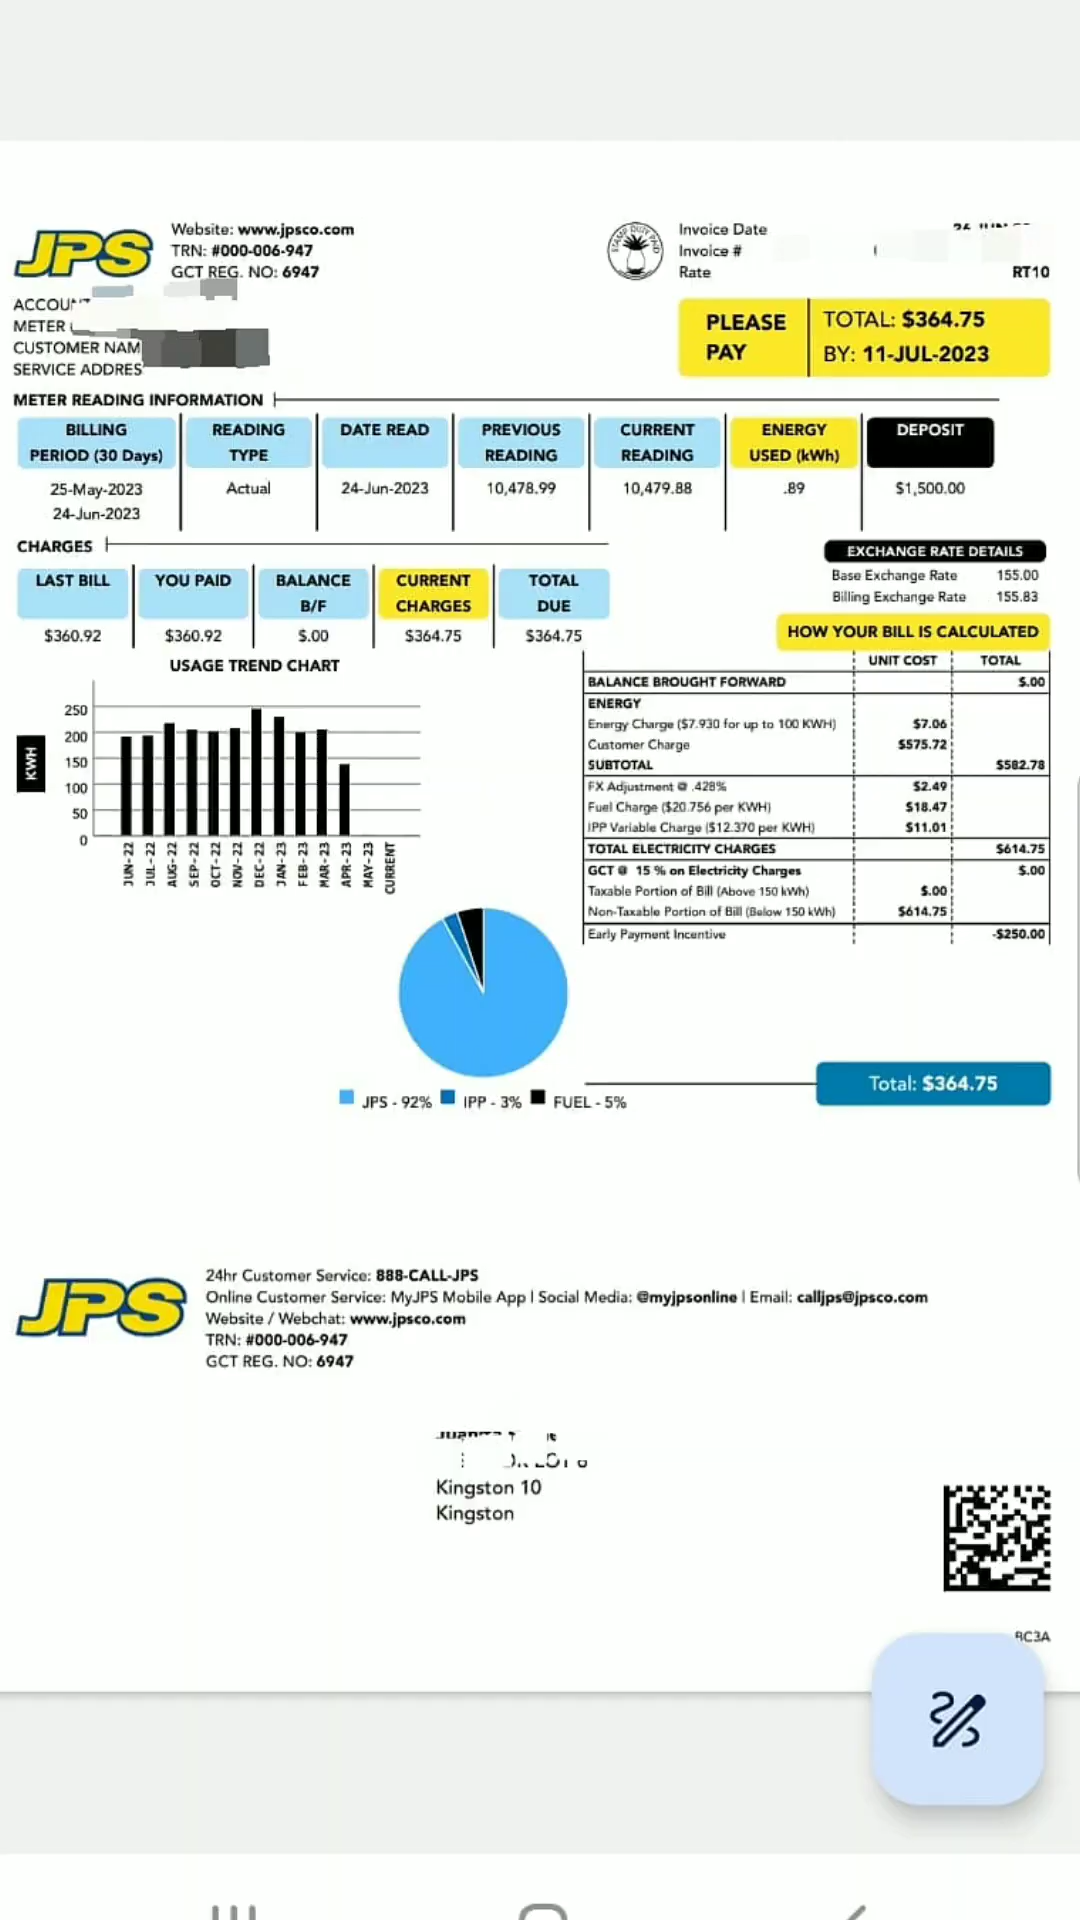 JPS
Website: www.jpsco.com
TRN: #000-006-947
GCT REG. NO: 6947
STAMP DUTY PAID
Invoice Date
Invoice #
Rate RT10
ACCOUNT
METER
CUSTOMER NAM
SERVICE ADDRES
PLEASE PAY
TOTAL: $364.75
BY: 11-JUL-2023
METER READING INFORMATION
BILLING PERIOD (30 Days) READING TYPE DATE READ PREVIOUS READING CURRENT READING ENERGY USED (kWh) DEPOSIT
25-May-2023 Actual 24-Jun-2023 10,478.99 10,479.88 .89 $1,500.00
24-Jun-2023
CHARGES
LAST BILL YOU PAID BALANCE B/F CURRENT CHARGES TOTAL DUE
$360.92 $360.92 $.00 $364.75 $364.75
EXCHANGE RATE DETAILS
Base Exchange Rate 155.00
Billing Exchange Rate 155.83
HOW YOUR BILL IS CALCULATED
UNIT COST TOTAL
BALANCE BROUGHT FORWARD $.00
ENERGY
Energy Charge ($7.930 for up to 100 KWH) $7.06
Customer Charge $575.72
SUBTOTAL $582.78
FX Adjustment @ .428% $2.49
Fuel Charge ($20.756 per KWH) $18.47
IPP Variable Charge ($12.370 per KWH) $11.01
TOTAL ELECTRICITY CHARGES $614.75
GCT @ 15 % on Electricity Charges $.00
Taxable Portion of Bill (Above 150 kWh) $.00
Non-Taxable Portion of Bill (Below 150 kWh) $614.75
Early Payment Incentive -$250.00
USAGE TREND CHART
KWH
250
200
150
100
50
0
JUN-22 JUL-22 AUG-22 SEP-22 OCT-22 NOV-22 DEC-22 JAN-23 FEB-23 MAR-23 APR-23 MAY-23 CURRENT
JPS - 92% IPP - 3% FUEL - 5%
Total: $364.75
JPS
24hr Customer Service: 888-CALL-JPS
Online Customer Service: MyJPS Mobile App | Social Media: @myjpsonline | Email: calljps@jpsco.com
Website / Webchat: www.jpsco.com
TRN: #000-006-947
GCT REG. NO: 6947
Kingston 10
Kingston
BC3A